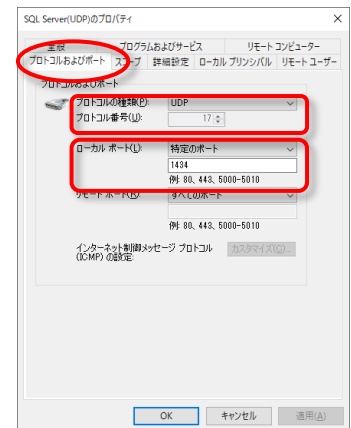 SQL Server(UDP)のプロパティ
全般 プログラムおよびサービス リモート コンピューター
プロトコルおよびポート スコープ 詳細設定 ローカル プリンシパル リモート ユーザー
プロトコルおよびポート
プロトコルの種類(P): UDP
プロトコル番号(U): 17
ローカル ポート(L): 特定のポート
1434
例: 80、443、5000-5010
リモート ポート(R): すべてのポート
例: 80、443、5000-5010
インターネット制御メッセージ プロトコル カスタマイズ(C)...
(ICMP) の設定:
OK キャンセル 適用(A)